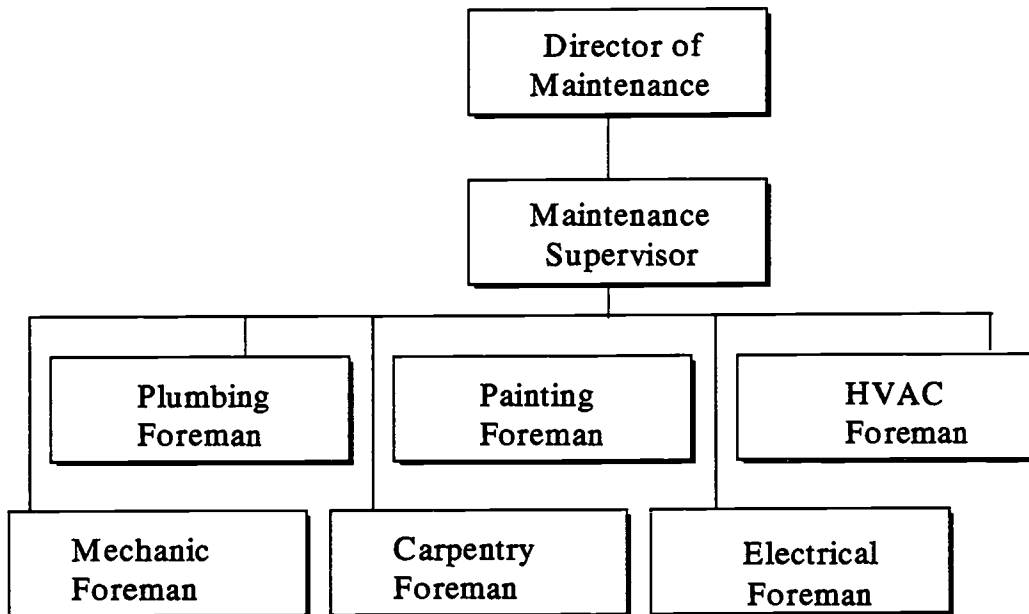 Director of
Maintenance
Maintenance
Supervisor
Plumbing
Foreman
Painting
Foreman
HVAC
Foreman
Mechanic
Foreman
Carpentry
Foreman
Electrical
Foreman